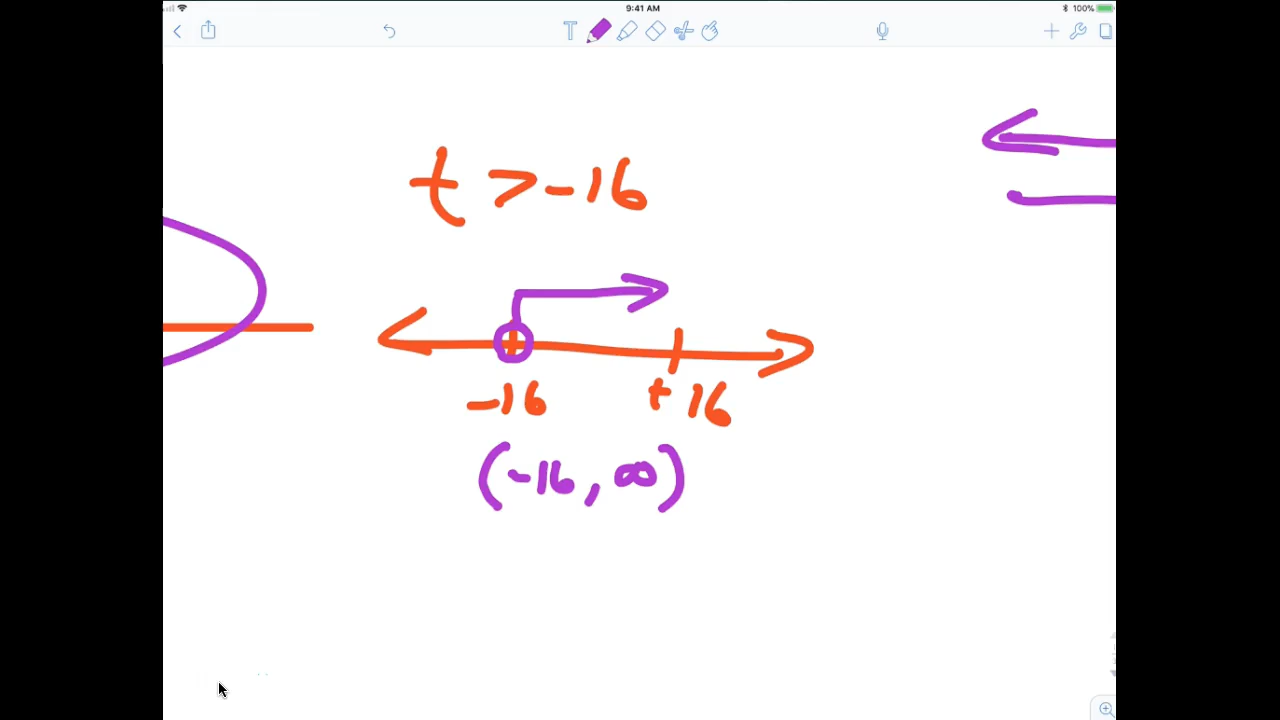 9:41 AM
100%
T
t > -16
-16 +16
(-16, ∞)